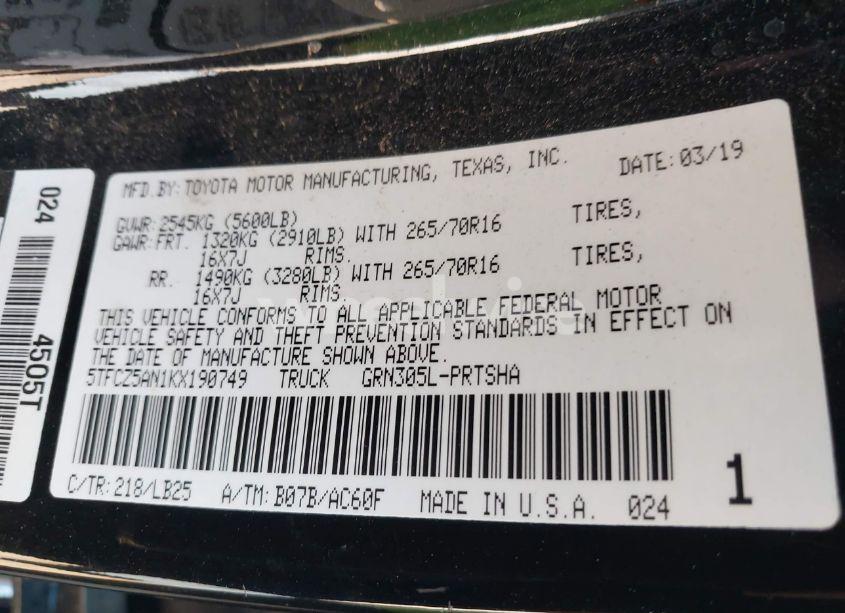 MFD.BY:TOYOTA MOTOR MANUFACTURING, TEXAS, INC. DATE:03/19
GVWR:2545KG (5600LB)
GAWR:FRT. 1320KG (2910LB) WITH 265/70R16 TIRES,
16X7J RIMS.
RR. 1490KG (3280LB) WITH 265/70R16 TIRES,
16X7J RIMS.
THIS VEHICLE CONFORMS TO ALL APPLICABLE FEDERAL MOTOR
VEHICLE SAFETY AND THEFT PREVENTION STANDARDS IN EFFECT ON
THE DATE OF MANUFACTURE SHOWN ABOVE.
5TFCZ5AN1KX190749 TRUCK GRN305L-PRTSHA
C/TR:218/LB25 A/TM:B07B/AC60F MADE IN U.S.A. 024
1
024 4505T